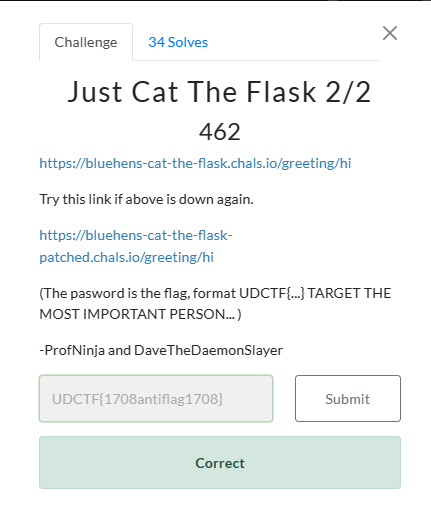 Challenge
34 Solves
Just Cat The Flask 2/2
462
https://bluehens-cat-the-flask.chals.io/greeting/hi
Try this link if above is down again.
https://bluehens-cat-the-flask-
patched.chals.io/greeting/hi
(The pasword is the flag, format UDCTF{...} TARGET THE
MOST IMPORTANT PERSON... )
-ProfNinja and DaveTheDaemonSlayer
UDCTF{1708antiflag1708}
Submit
Correct